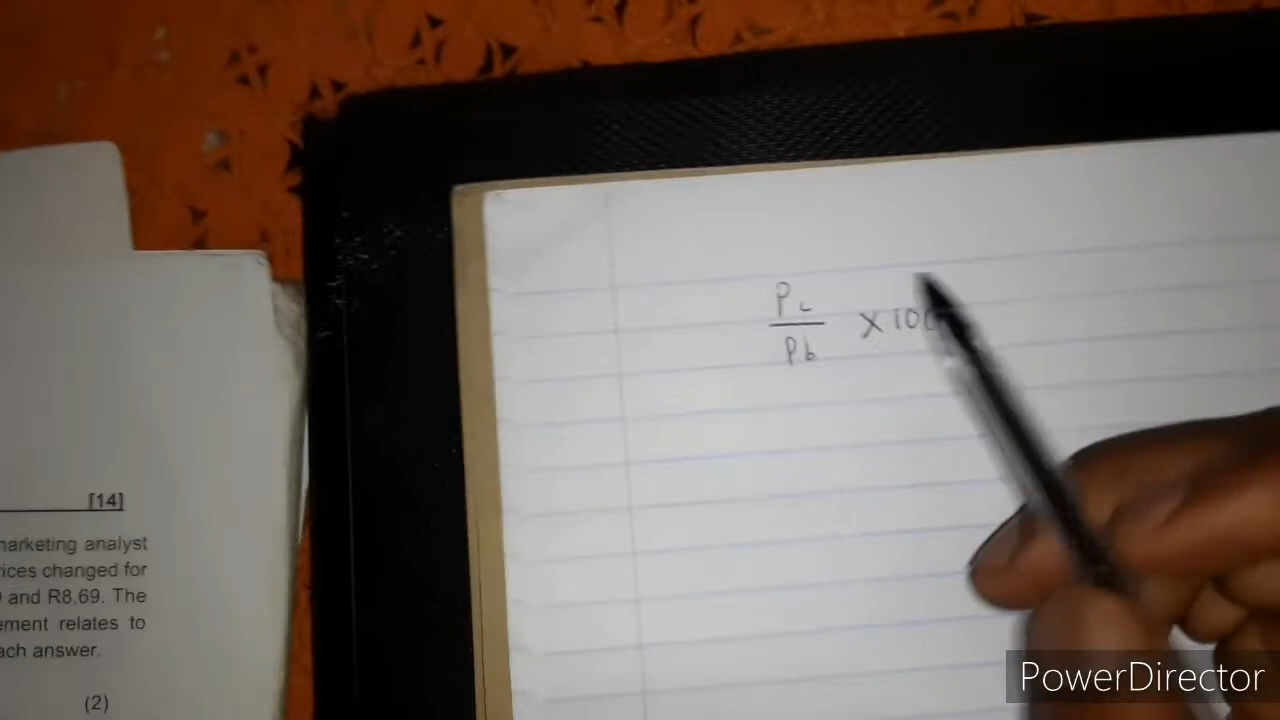 [14]
marketing analyst
ices changed for
and R8,69. The
ement relates to
ach answer.
(2)
Pc
Pb
X 100
PowerDirector